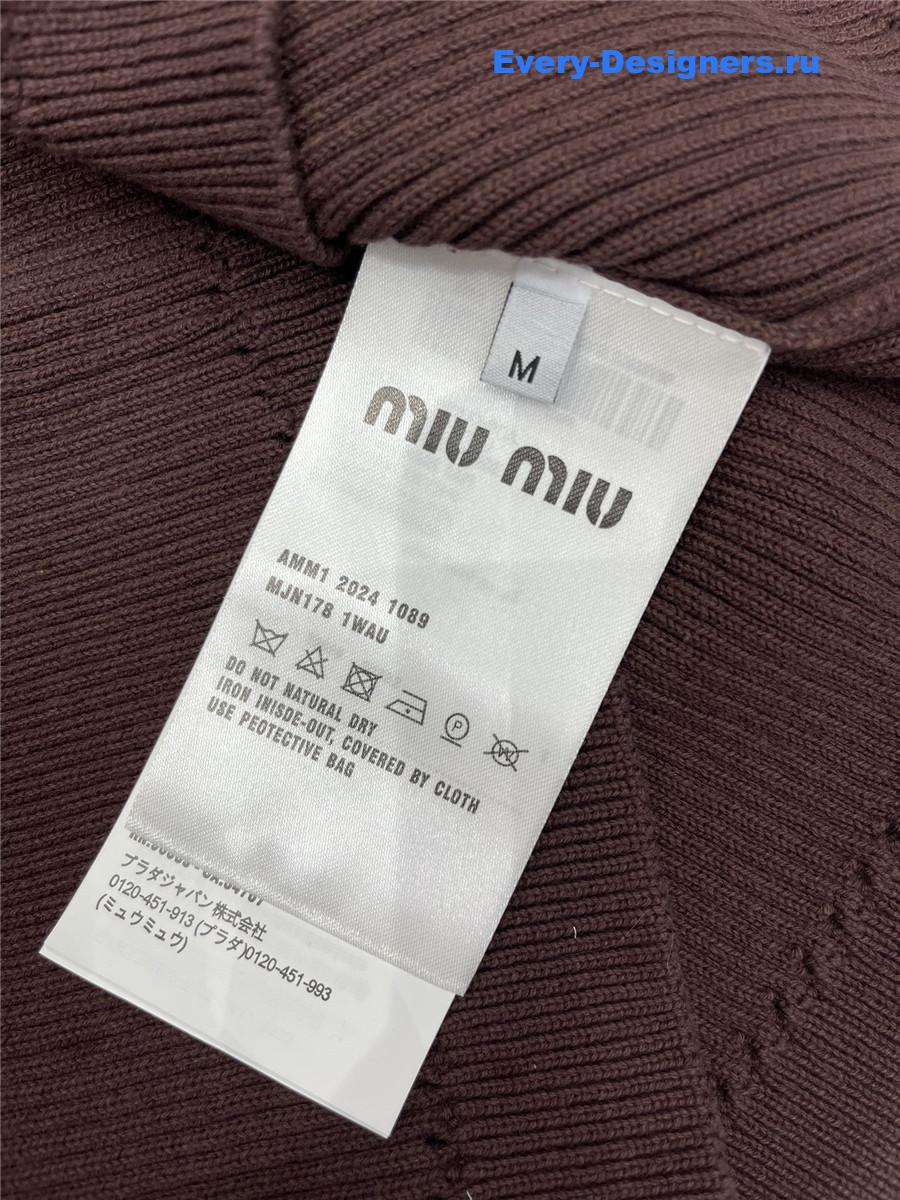 Every-Designers.ru
M
MIU MIU
AMM1 2024 1089
MJN178 1WAU
P
W
DO NOT NATURAL DRY
IRON INISDE-OUT, COVERED BY CLOTH
USE PEOTECTIVE BAG
プラダジャパン株式会社
0120-451-913 (プラダ)0120-451-993
(ミュウミュウ)